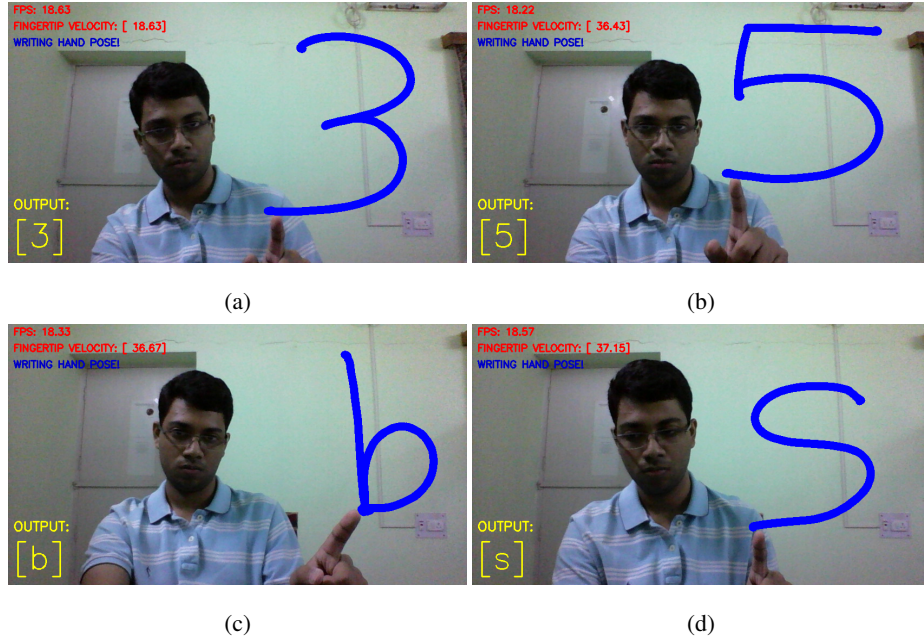 FPS: 18.63
FINGERTIP VELOCITY: [ 18.63]
WRITING HAND POSE!
3
OUTPUT:
[3]
(a)
FPS: 18.22
FINGERTIP VELOCITY: [ 36.43]
WRITING HAND POSE!
5
OUTPUT:
[5]
(b)
FPS: 18.33
FINGERTIP VELOCITY: [ 36.67]
WRITING HAND POSE!
b
OUTPUT:
[b]
(c)
FPS: 18.57
FINGERTIP VELOCITY: [ 37.15]
WRITING HAND POSE!
s
OUTPUT:
[s]
(d)